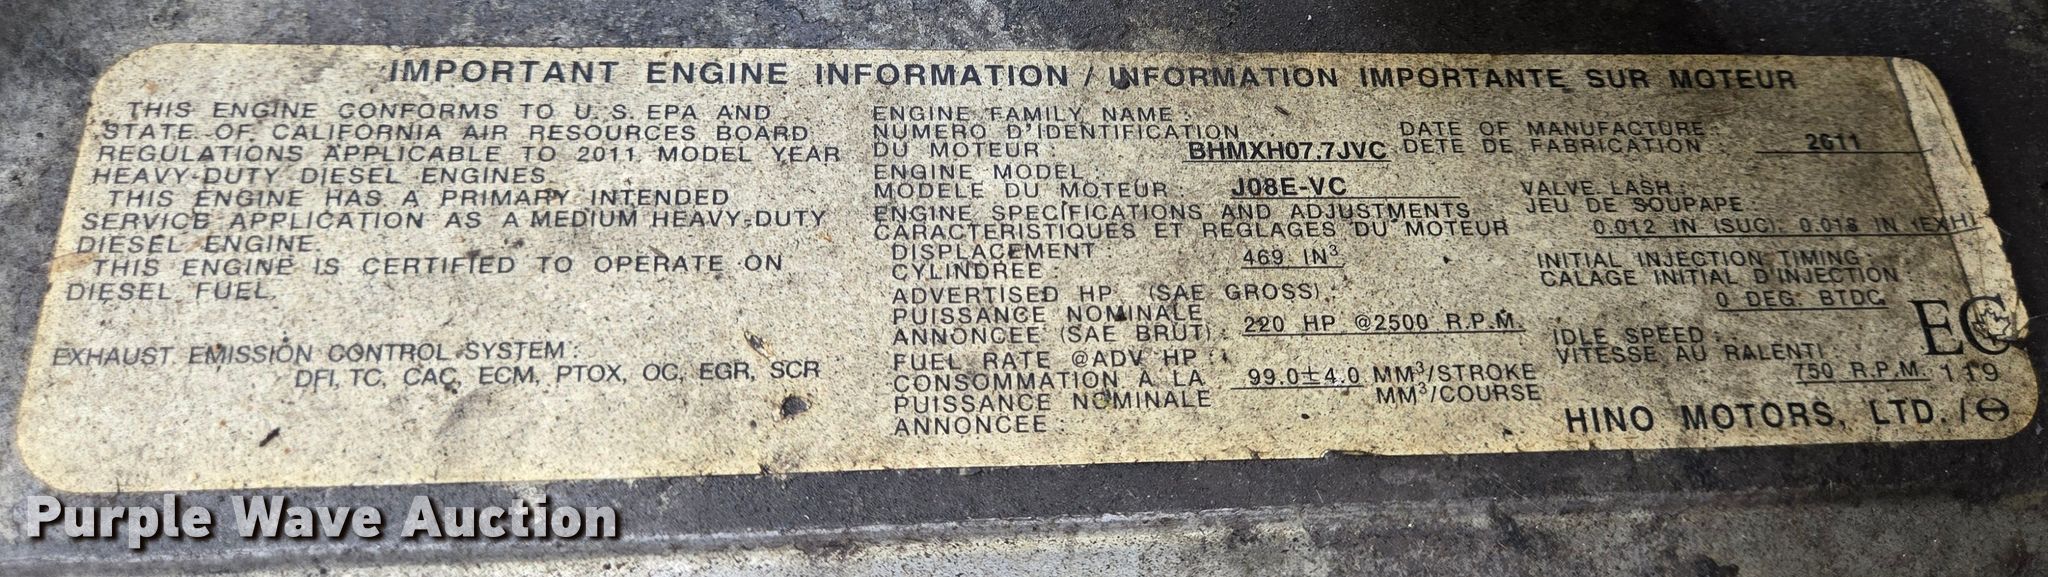 IMPORTANT ENGINE INFORMATION / INFORMATION IMPORTANTE SUR MOTEUR
THIS ENGINE CONFORMS TO U.S. EPA AND
STATE OF CALIFORNIA AIR RESOURCES BOARD
REGULATIONS APPLICABLE TO 2011 MODEL YEAR
HEAVY-DUTY DIESEL ENGINES.
THIS ENGINE HAS A PRIMARY INTENDED
SERVICE APPLICATION AS A MEDIUM HEAVY-DUTY
DIESEL ENGINE.
THIS ENGINE IS CERTIFIED TO OPERATE ON
DIESEL FUEL.
EXHAUST EMISSION CONTROL SYSTEM :
DFI, TC, CAC, ECM, PTOX, OC, EGR, SCR
ENGINE FAMILY NAME :
NUMERO D'IDENTIFICATION
DU MOTEUR : BHMXH07.7JVC
ENGINE MODEL :
MODELE DU MOTEUR : J08E-VC
ENGINE SPECIFICATIONS AND ADJUSTMENTS
CARACTERISTIQUES ET REGLAGES DU MOTEUR
DISPLACEMENT
CYLINDREE : 469 IN³
ADVERTISED HP (SAE GROSS) :
PUISSANCE NOMINALE
ANNONCEE (SAE BRUT) : 220 HP @2500 R.P.M.
FUEL RATE @ADV HP :
CONSOMMATION A LA 99.0±4.0 MM³/STROKE
PUISSANCE NOMINALE MM³/COURSE
ANNONCEE :
DATE OF MANUFACTURE :
DETE DE FABRICATION 2011
VALVE LASH :
JEU DE SOUPAPE :
0.012 IN (SUC), 0.018 IN (EXH)
INITIAL INJECTION TIMING :
CALAGE INITIAL D'INJECTION :
0 DEG. BTDC
IDLE SPEED :
VITESSE AU RALENTI :
750 R.P.M.
EC
119
HINO MOTORS, LTD. /
Purple Wave Auction